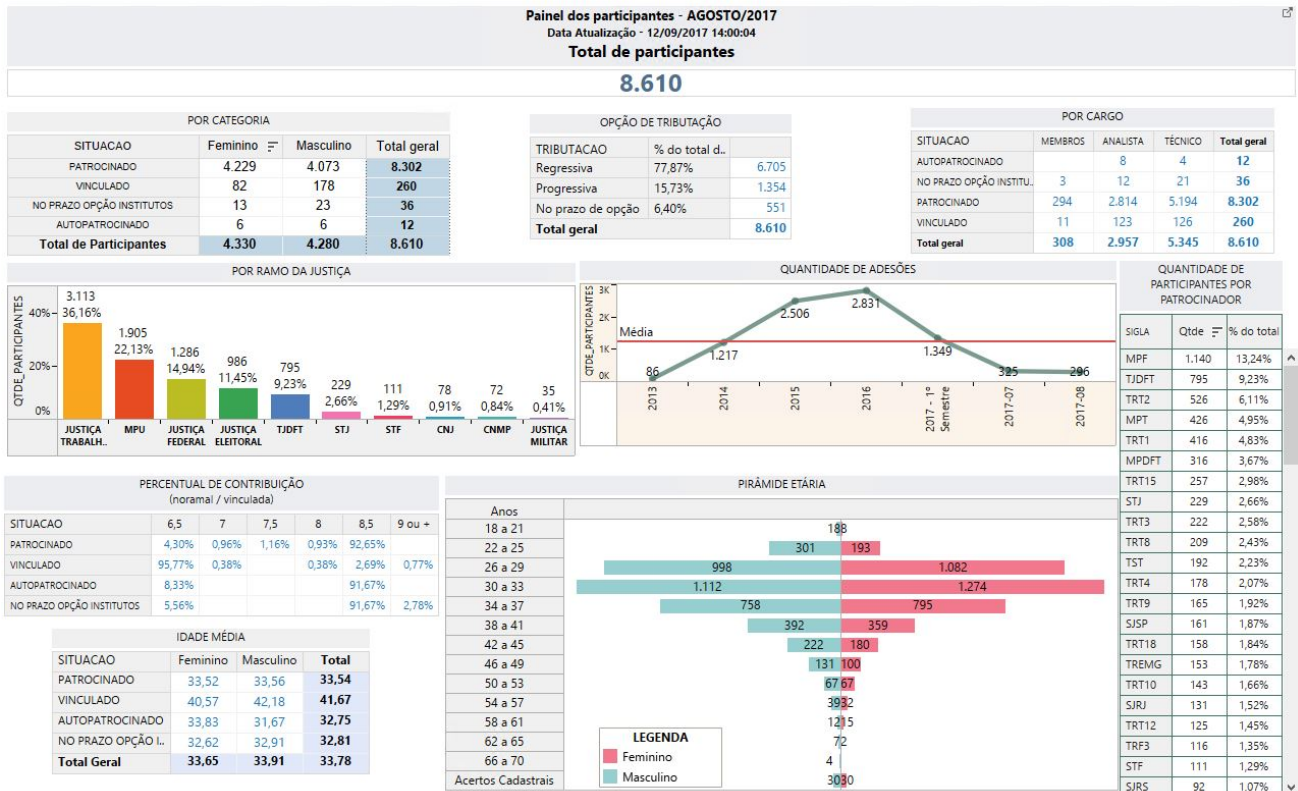 Painel dos participantes - AGOSTO/2017
Data Atualização - 12/09/2017 14:00:04
Total de participantes
8.610
POR CATEGORIA
SITUACAO Feminino Masculino Total geral
PATROCINADO 4.229 4.073 8.302
VINCULADO 82 178 260
NO PRAZO OPÇÃO INSTITUTOS 13 23 36
AUTOPATROCINADO 6 6 12
Total de Participantes 4.330 4.280 8.610
OPÇÃO DE TRIBUTAÇÃO
TRIBUTACAO % do total d..
Regressiva 77,87% 6.705
Progressiva 15,73% 1.354
No prazo de opção 6,40% 551
Total geral 8.610
POR CARGO
SITUACAO MEMBROS ANALISTA TÉCNICO Total geral
AUTOPATROCINADO 8 4 12
NO PRAZO OPÇÃO INSTITU.. 3 12 21 36
PATROCINADO 294 2.814 5.194 8.302
VINCULADO 11 123 126 260
Total geral 308 2.957 5.345 8.610
POR RAMO DA JUSTIÇA
QTDE_PARTICIPANTES
40%
20%
0%
3.113 1.905 1.286 986 795 229 111 78 72 35
36,16% 22,13% 14,94% 11,45% 9,23% 2,66% 1,29% 0,91% 0,84% 0,41%
JUSTIÇA MPU JUSTIÇA JUSTIÇA TJDFT STJ STF CNJ CNMP JUSTIÇA
TRABALH.. FEDERAL ELEITORAL MILITAR
QUANTIDADE DE ADESÕES
QTDE_PARTICIPANTES
3K
2K
1K
0K
Média
86 1.217 2.506 2.831 1.349 325 296
2013 2014 2015 2016 2017 - 1º Semestre 2017-07 2017-08
QUANTIDADE DE
PARTICIPANTES POR
PATROCINADOR
SIGLA Qtde % do total
MPF 1.140 13,24%
TJDFT 795 9,23%
TRT2 526 6,11%
MPT 426 4,95%
TRT1 416 4,83%
MPDFT 316 3,67%
TRT15 257 2,98%
STJ 229 2,66%
TRT3 222 2,58%
TRT8 209 2,43%
TST 192 2,23%
TRT4 178 2,07%
TRT9 165 1,92%
SJSP 161 1,87%
TRT18 158 1,84%
TREMG 153 1,78%
TRT10 143 1,66%
SJRJ 131 1,52%
TRT12 125 1,45%
TRF3 116 1,35%
STF 111 1,29%
SJRS 92 1,07%
PERCENTUAL DE CONTRIBUIÇÃO
(noramal / vinculada)
SITUACAO 6,5 7 7,5 8 8,5 9 ou +
PATROCINADO 4,30% 0,96% 1,16% 0,93% 92,65%
VINCULADO 95,77% 0,38% 0,38% 2,69% 0,77%
AUTOPATROCINADO 8,33% 91,67%
NO PRAZO OPÇÃO INSTITUTOS 5,56% 91,67% 2,78%
IDADE MÉDIA
SITUACAO Feminino Masculino Total
PATROCINADO 33,52 33,56 33,54
VINCULADO 40,57 42,18 41,67
AUTOPATROCINADO 33,83 31,67 32,75
NO PRAZO OPÇÃO I.. 32,62 32,91 32,81
Total Geral 33,65 33,91 33,78
PIRÂMIDE ETÁRIA
Anos
18 a 21
22 a 25 301 193
26 a 29 998 1.082
30 a 33 1.112 1.274
34 a 37 758 795
38 a 41 392 359
42 a 45 222 180
46 a 49 131 100
50 a 53 67 67
54 a 57 39 32
58 a 61 12 15
62 a 65 7 2
66 a 70 4
Acertos Cadastrais 30 30
LEGENDA
Feminino
Masculino